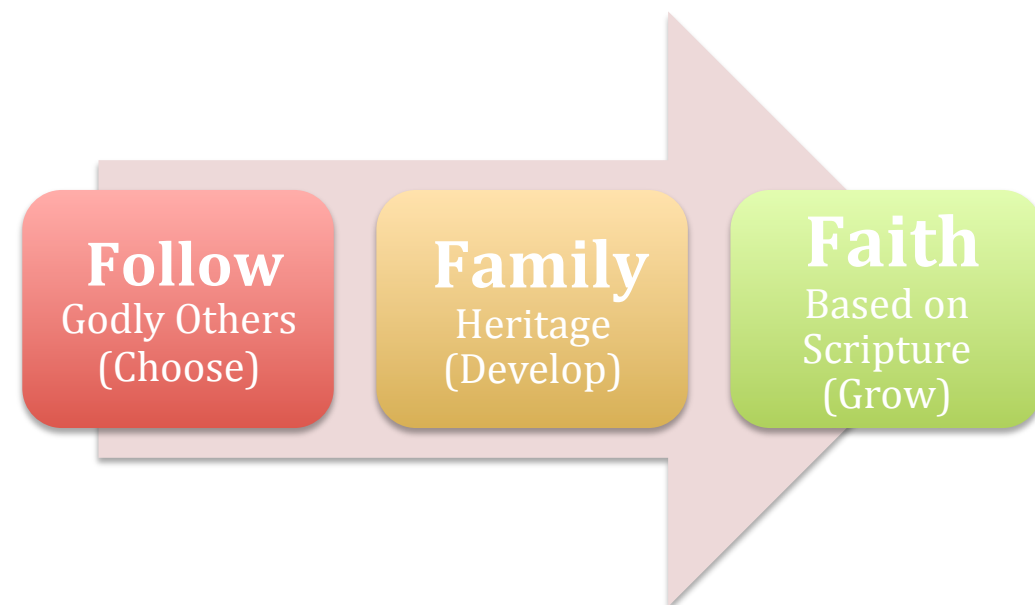 Follow
Godly Others
(Choose)
Family
Heritage
(Develop)
Faith
Based on
Scripture
(Grow)